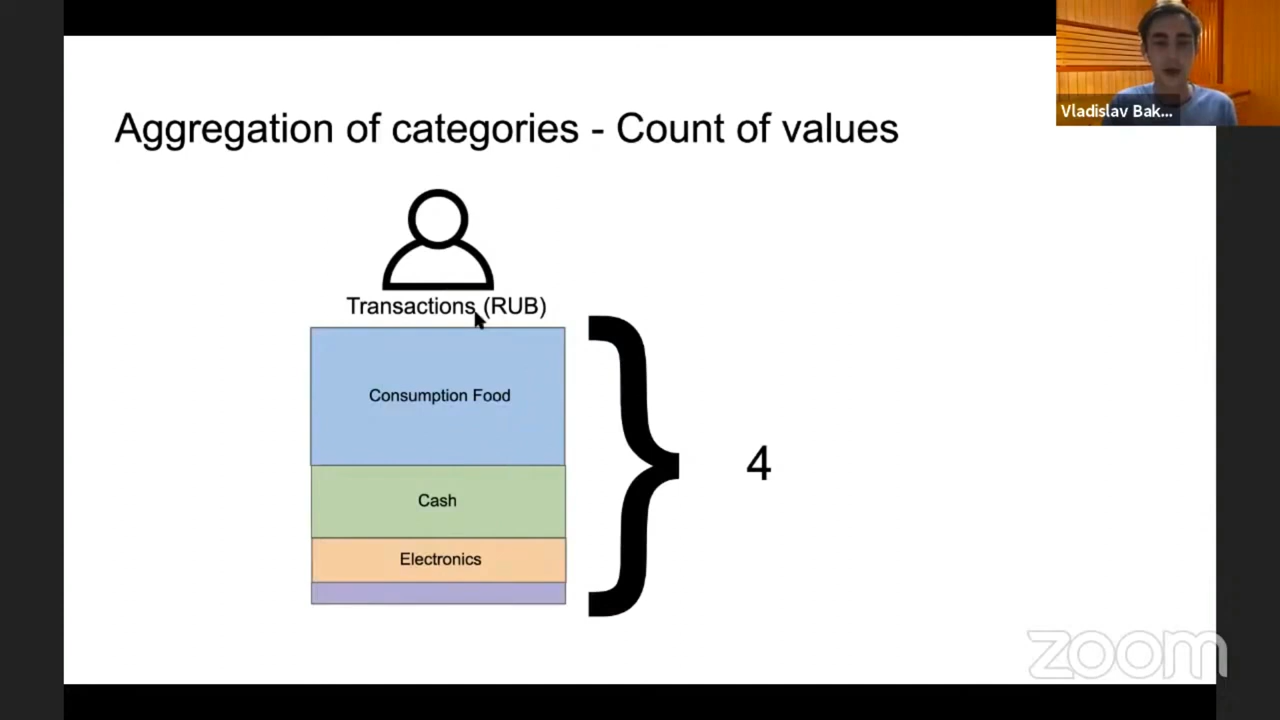 Aggregation of categories - Count of values
Vladislav Bak...
Transactions (RUB)
Consumption Food
Cash
Electronics
4
zoom